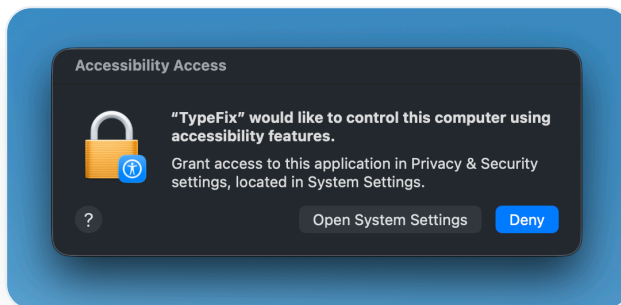 Accessibility Access
“TypeFix” would like to control this computer using
accessibility features.
Grant access to this application in Privacy & Security
settings, located in System Settings.
?
Open System Settings
Deny